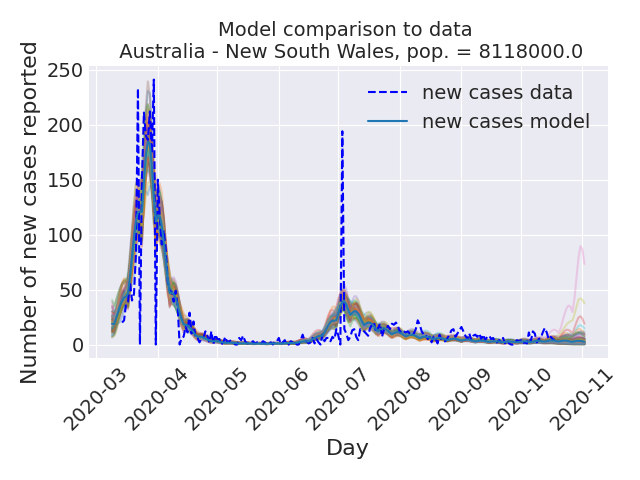 Model comparison to data
Australia - New South Wales, pop. = 8118000.0
Number of new cases reported
250
200
150
100
50
0
new cases data
new cases model
2020-03
2020-04
2020-05
2020-06
2020-07
2020-08
2020-09
2020-10
2020-11
Day